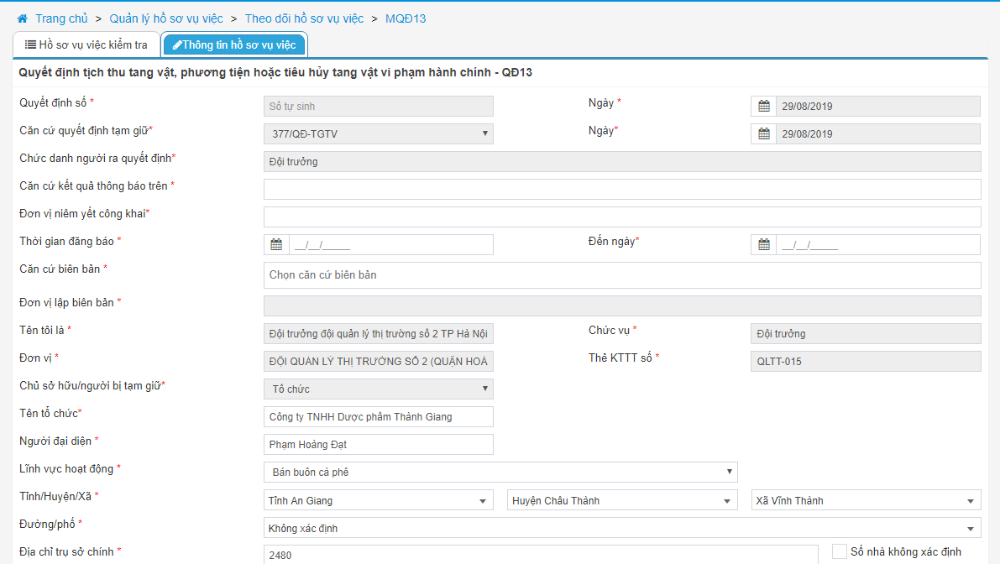 Trang chủ > Quản lý hồ sơ vụ việc > Theo dõi hồ sơ vụ việc > MQĐ13
Hồ sơ vụ việc kiểm tra Thông tin hồ sơ vụ việc
Quyết định tịch thu tang vật, phương tiện hoặc tiêu hủy tang vật vi phạm hành chính - QĐ13
Quyết định số * Số tự sinh Ngày * 29/08/2019
Căn cứ quyết định tạm giữ* 377/QĐ-TGTV Ngày* 29/08/2019
Chức danh người ra quyết định* Đội trưởng
Căn cứ kết quả thông báo trên *
Đơn vị niêm yết công khai*
Thời gian đăng báo * __/__/_____ Đến ngày* __/__/_____
Căn cứ biên bản * Chọn căn cứ biên bản
Đơn vị lập biên bản *
Tên tôi là * Đội trưởng đội quản lý thị trường số 2 TP Hà Nội Chức vụ * Đội trưởng
Đơn vị * ĐỘI QUẢN LÝ THỊ TRƯỜNG SỐ 2 (QUẬN HOÀ Thẻ KTTT số * QLTT-015
Chủ sở hữu/người bị tạm giữ* Tổ chức
Tên tổ chức* Công ty TNHH Dược phẩm Thành Giang
Người đại diện * Phạm Hoàng Đạt
Lĩnh vực hoạt động * Bán buôn cà phê
Tỉnh/Huyện/Xã * Tỉnh An Giang Huyện Châu Thành Xã Vĩnh Thành
Đường/phố * Không xác định
Địa chỉ trụ sở chính * 2480 Số nhà không xác định